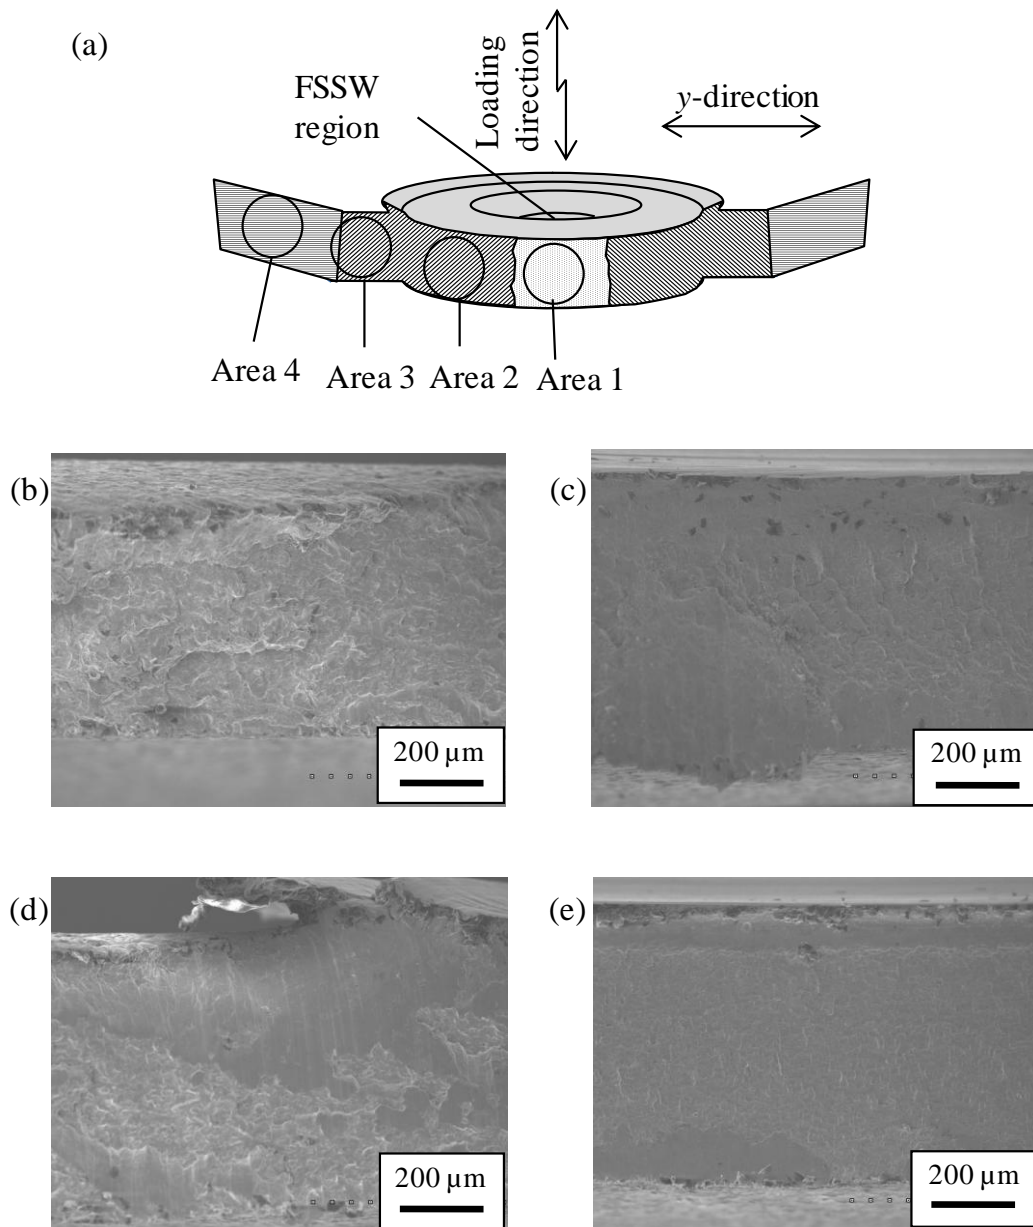 (a)
FSSW
region
Loading
direction
y-direction
Area 4
Area 3
Area 2
Area 1
(b)
200 µm
(c)
200 µm
(d)
200 µm
(e)
200 µm